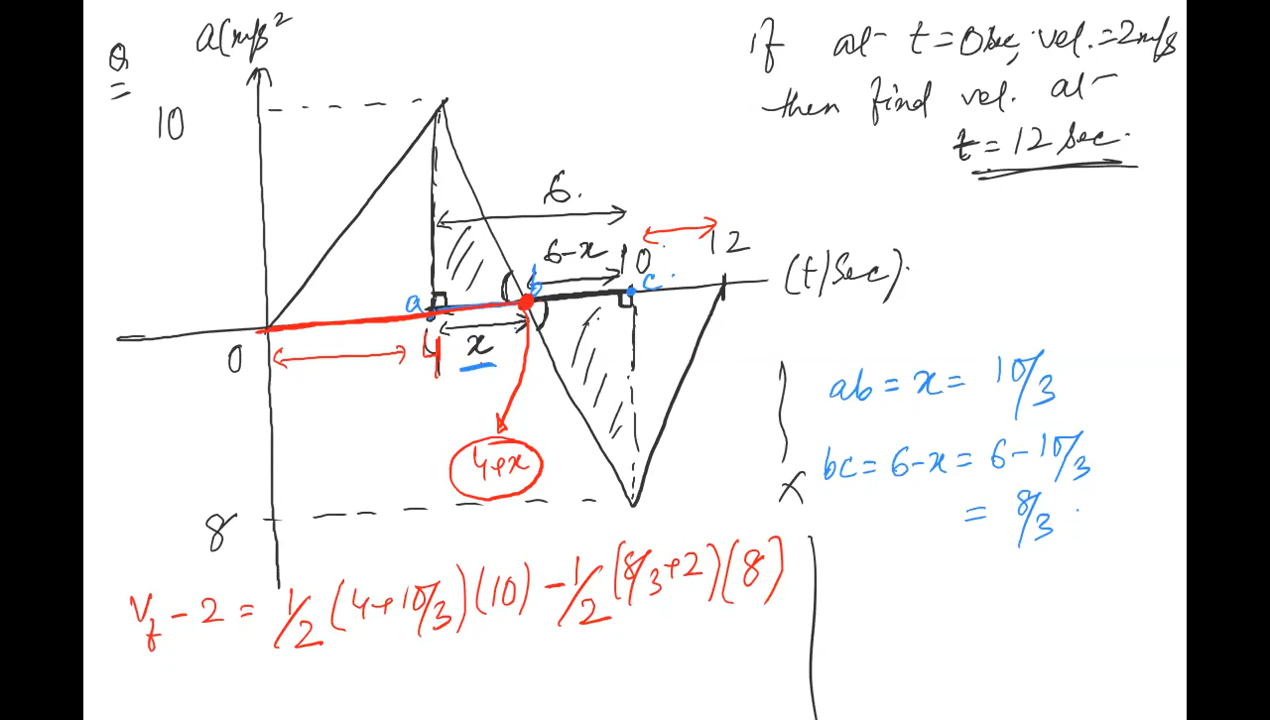 Q
a(m/s²
10
if at t=0sec, vel.=2m/s
then find vel. at
t=12 sec.
6.
6-x
10
12
(t/sec).
a
b
c
0
4
x
4+x
8
ab = x = 10/3
bc = 6-x = 6-10/3
= 8/3
Vf - 2 = 1/2 (4+10/3)(10) - 1/2 (8/3+2)(8)